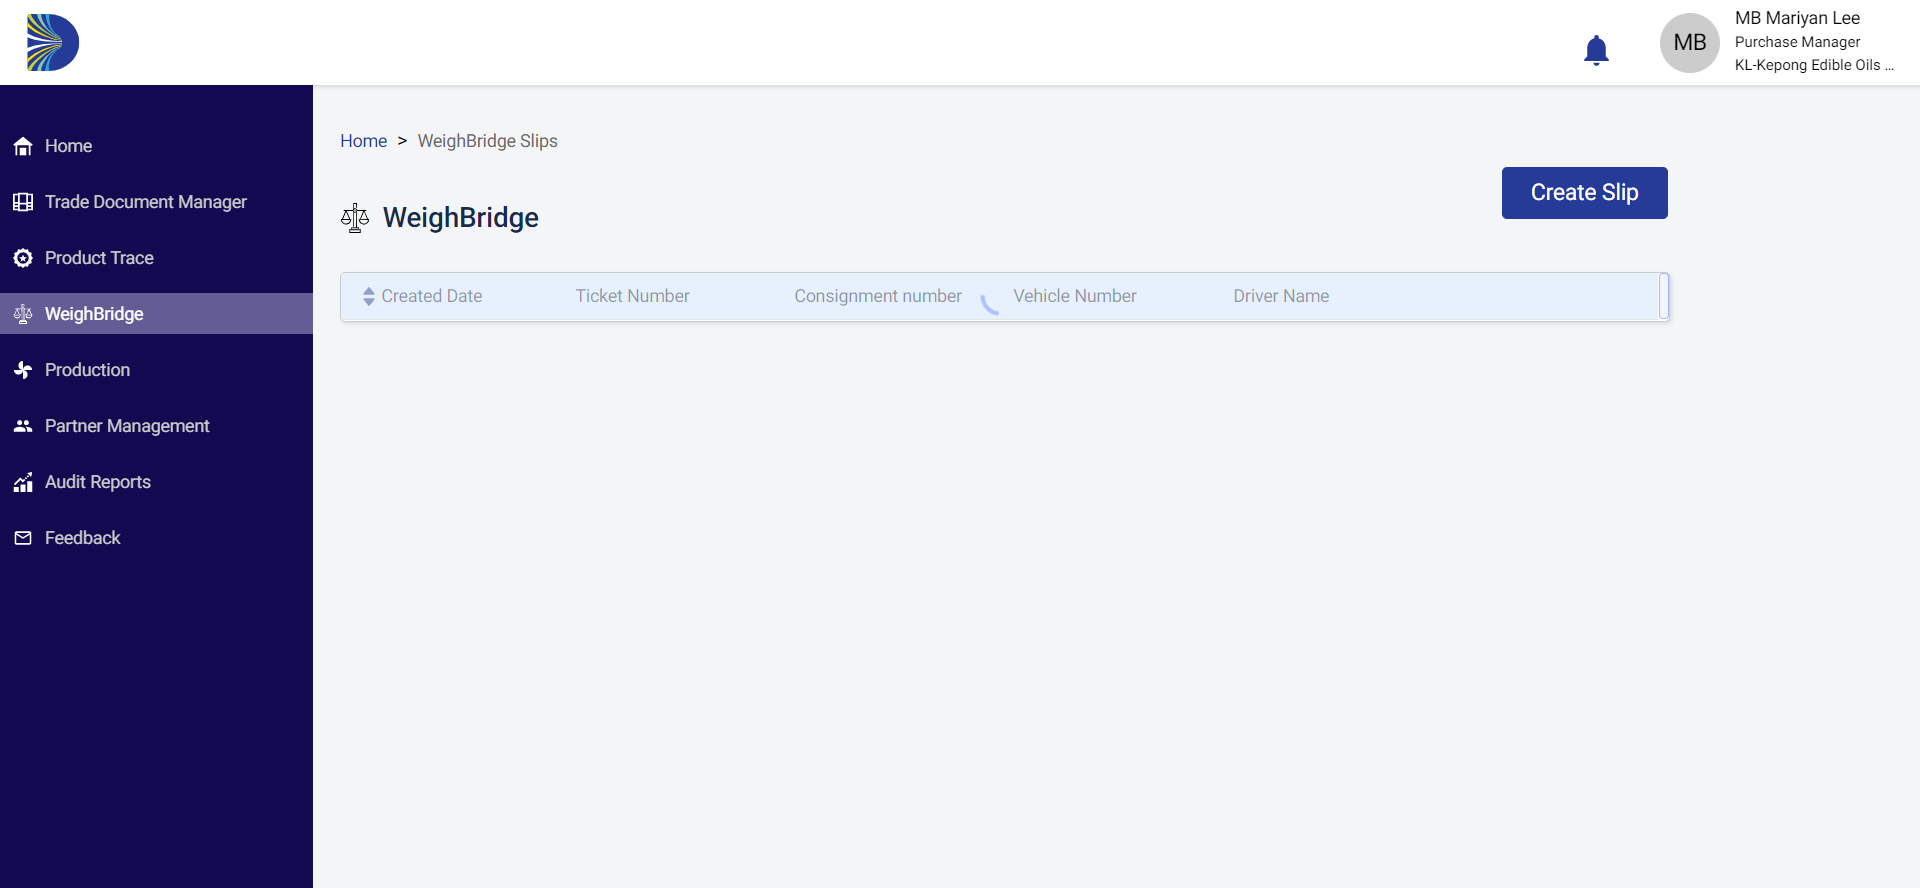 MB
MB Mariyan Lee
Purchase Manager
KL-Kepong Edible Oils ...
Home
Trade Document Manager
Product Trace
WeighBridge
Production
Partner Management
Audit Reports
Feedback
Home > WeighBridge Slips
WeighBridge
Create Slip
Created Date Ticket Number Consignment number Vehicle Number Driver Name